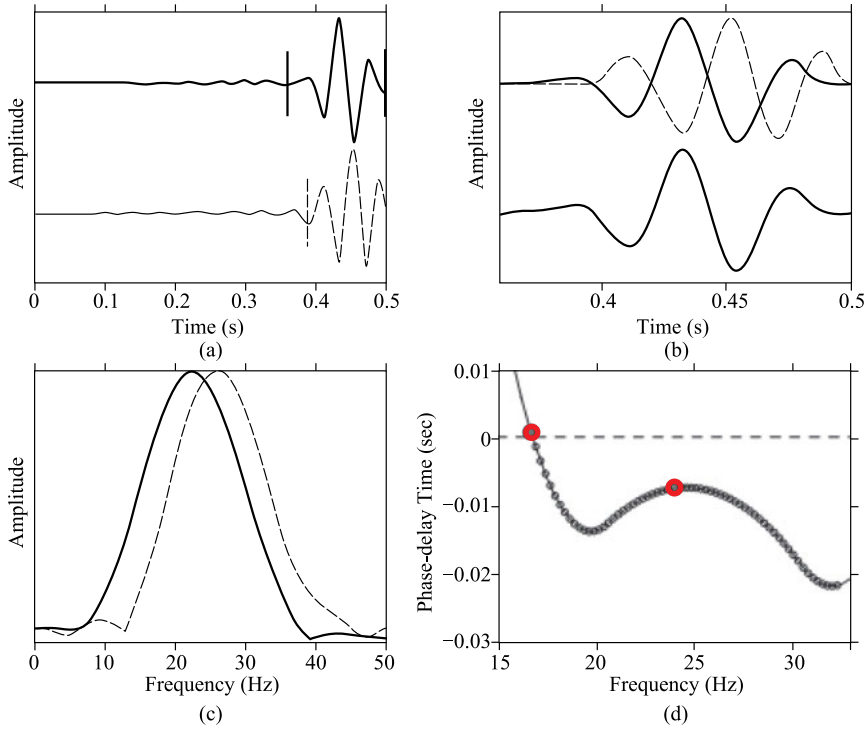 Amplitude
0 0.1 0.2 0.3 0.4 0.5
Time (s)
(a)
Amplitude
0.4 0.45 0.5
Time (s)
(b)
Amplitude
0 10 20 30 40 50
Frequency (Hz)
(c)
Phase-delay Time (sec)
0.01
0
−0.01
−0.02
−0.03
15 20 25 30
Frequency (Hz)
(d)